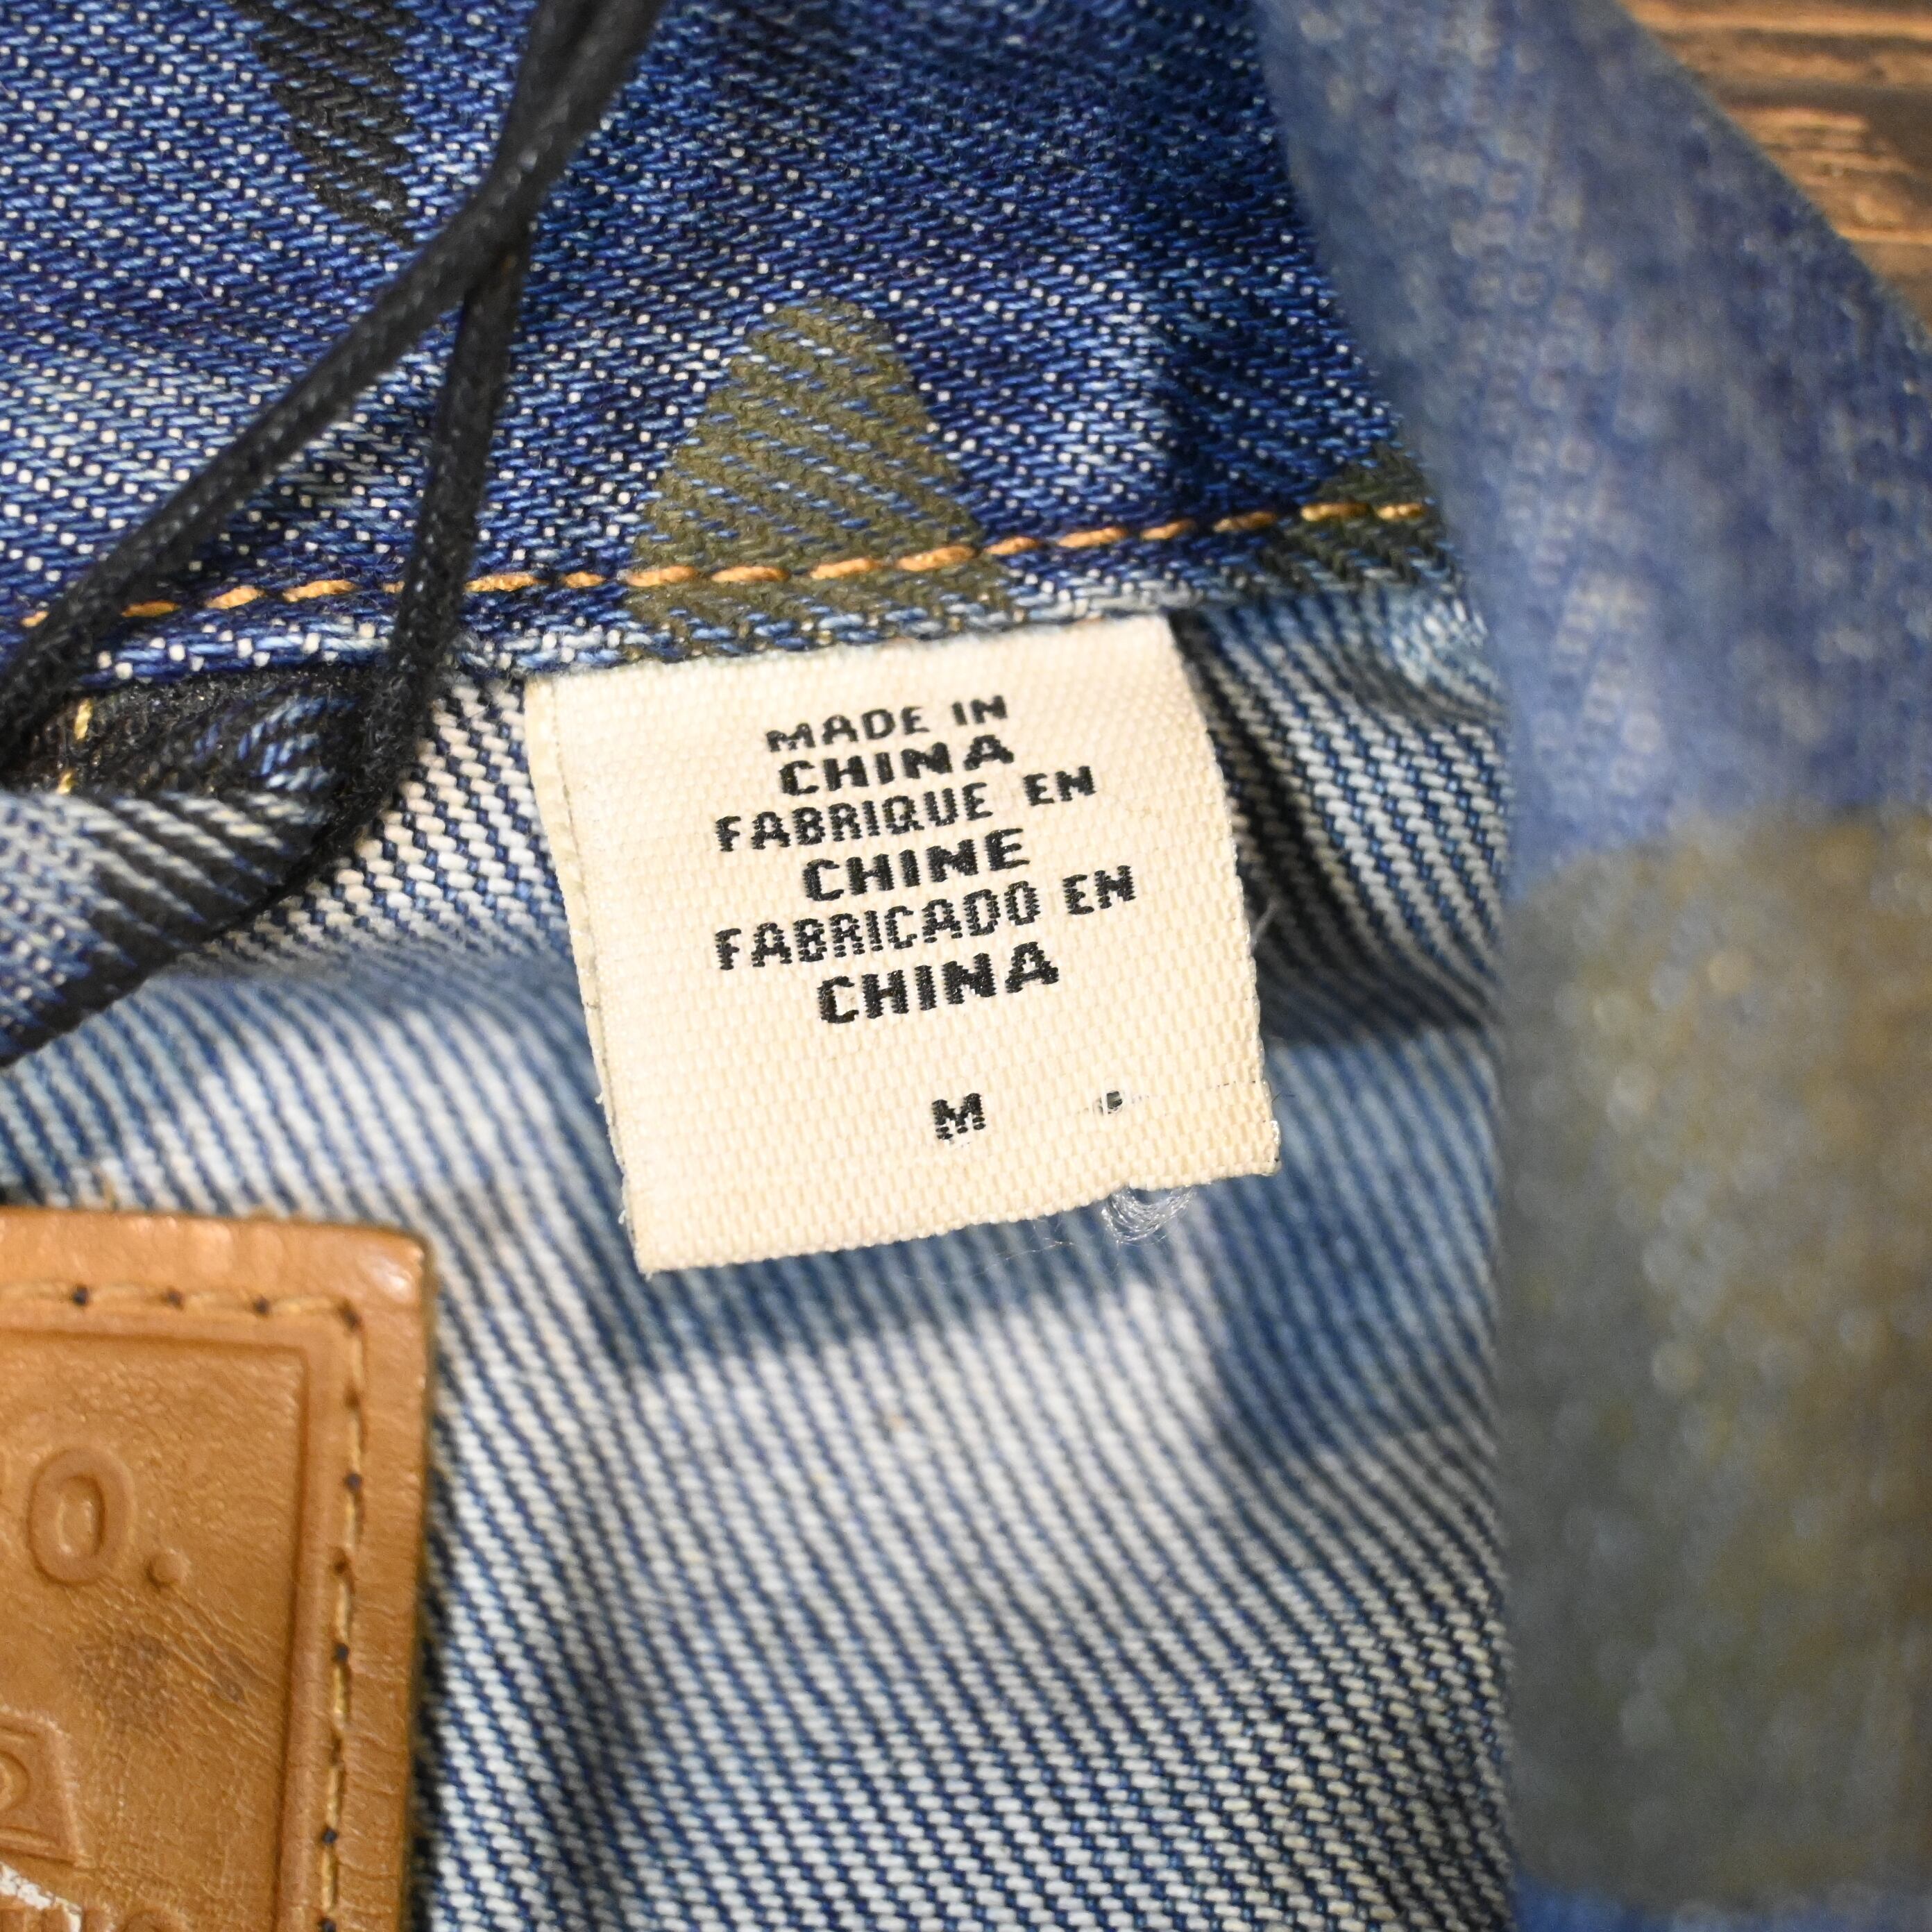 MADE IN
CHINA
FABRIQUE EN
CHINE
FABRICADO EN
CHINA
M
O.